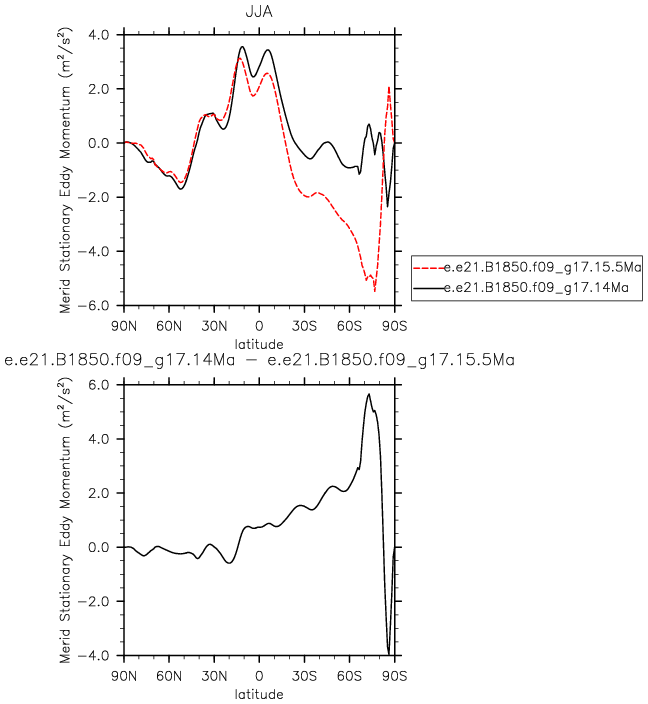 JJA
Merid Stationary Eddy Momentum (m²/s²)
4.0
2.0
0.0
-2.0
-4.0
-6.0
90N 60N 30N 0 30S 60S 90S
latitude
e.e21.B1850.f09_g17.15.5Ma
e.e21.B1850.f09_g17.14Ma
e.e21.B1850.f09_g17.14Ma - e.e21.B1850.f09_g17.15.5Ma
Merid Stationary Eddy Momentum (m²/s²)
6.0
4.0
2.0
0.0
-2.0
-4.0
90N 60N 30N 0 30S 60S 90S
latitude